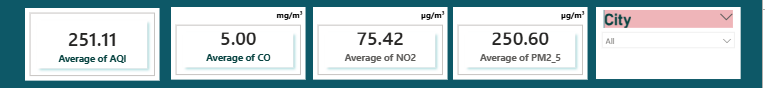 251.11
Average of AQI
mg/m³
5.00
Average of CO
µg/m³
75.42
Average of NO2
µg/m³
250.60
Average of PM2_5
City
All